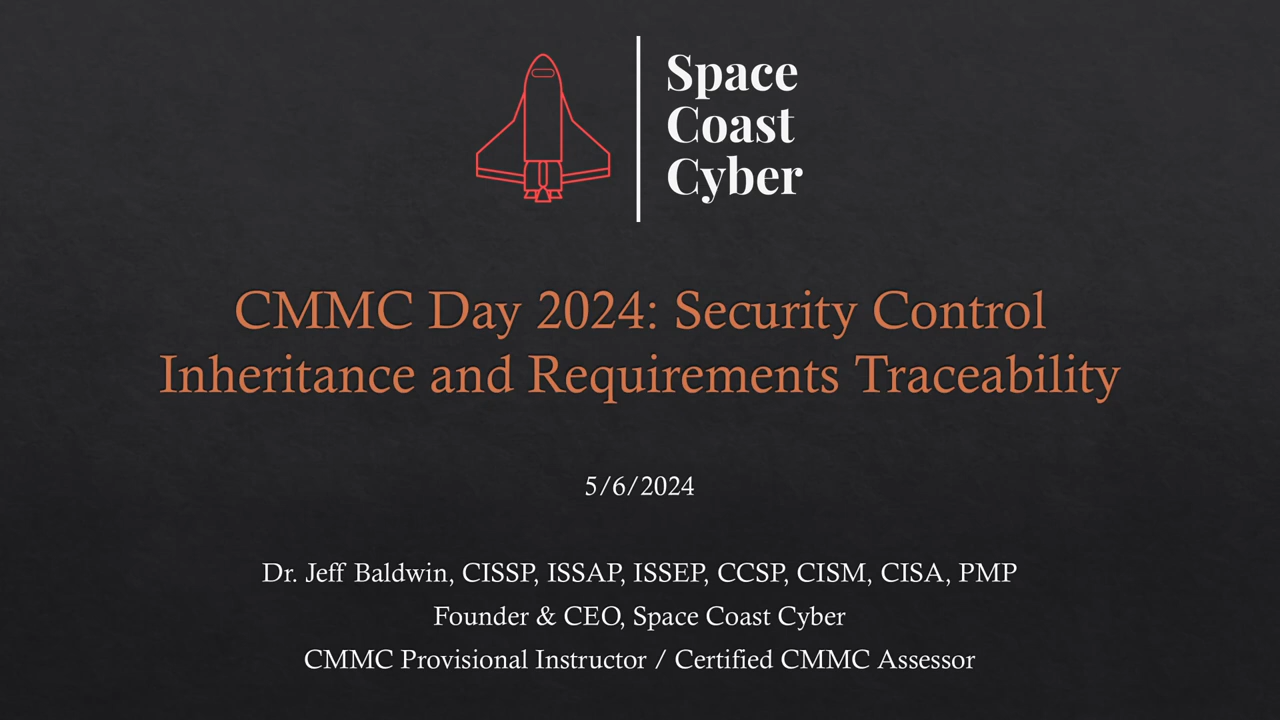 Space
Coast
Cyber
CMMC Day 2024: Security Control
Inheritance and Requirements Traceability
5/6/2024
Dr. Jeff Baldwin, CISSP, ISSAP, ISSEP, CCSP, CISM, CISA, PMP
Founder & CEO, Space Coast Cyber
CMMC Provisional Instructor / Certified CMMC Assessor